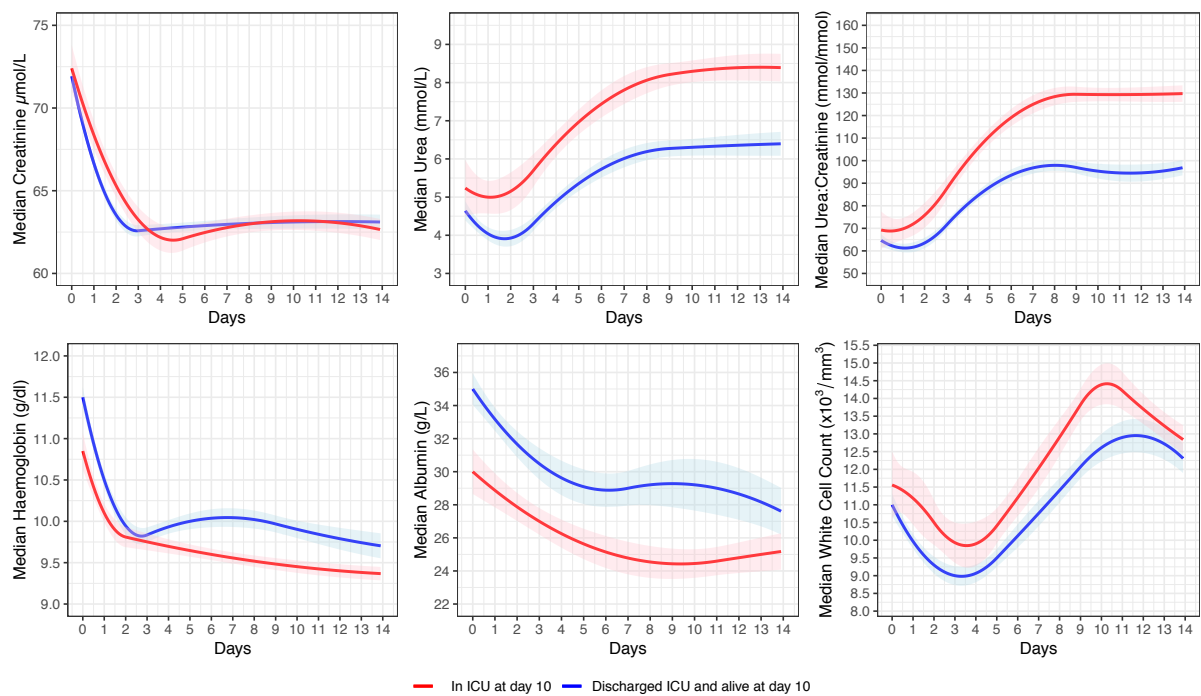 Median Creatinine μmol/L
75
70
65
60
0 1 2 3 4 5 6 7 8 9 10 11 12 13 14
Days
Median Urea (mmol/L)
9
8
7
6
5
4
3
0 1 2 3 4 5 6 7 8 9 10 11 12 13 14
Days
Median Urea:Creatinine (mmol/mmol)
160
150
140
130
120
110
100
90
80
70
60
50
0 1 2 3 4 5 6 7 8 9 10 11 12 13 14
Days
Median Haemoglobin (g/dl)
12.0
11.5
11.0
10.5
10.0
9.5
9.0
0 1 2 3 4 5 6 7 8 9 10 11 12 13 14
Days
Median Albumin (g/L)
36
34
32
30
28
26
24
22
0 1 2 3 4 5 6 7 8 9 10 11 12 13 14
Days
Median White Cell Count (x10³/mm³)
15.5
15.0
14.5
14.0
13.5
13.0
12.5
12.0
11.5
11.0
10.5
10.0
9.5
9.0
8.5
8.0
0 1 2 3 4 5 6 7 8 9 10 11 12 13 14
Days
In ICU at day 10 Discharged ICU and alive at day 10